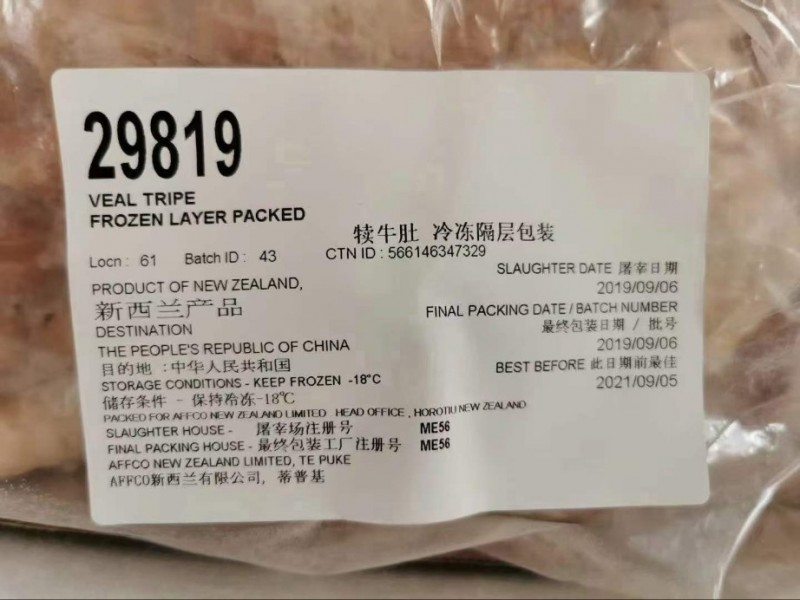 29819
VEAL TRIPE
FROZEN LAYER PACKED
犊牛肚 冷冻隔层包装
Locn : 61 Batch ID : 43 CTN ID : 566146347329
PRODUCT OF NEW ZEALAND,
新西兰产品
DESTINATION
THE PEOPLE'S REPUBLIC OF CHINA
目的地 :中华人民共和国
STORAGE CONDITIONS - KEEP FROZEN -18°C
储存条件 - 保持冷冻-18℃
PACKED FOR AFFCO NEW ZEALAND LIMITED HEAD OFFICE , HOROTIU NEW ZEALAND
SLAUGHTER HOUSE - 屠宰场注册号 ME56
FINAL PACKING HOUSE - 最终包装工厂注册号 ME56
AFFCO NEW ZEALAND LIMITED, TE PUKE
AFFCO新西兰有限公司, 蒂普基
SLAUGHTER DATE 屠宰日期
2019/09/06
FINAL PACKING DATE / BATCH NUMBER
最终包装日期 / 批号
2019/09/06
BEST BEFORE 此日期前最佳
2021/09/05